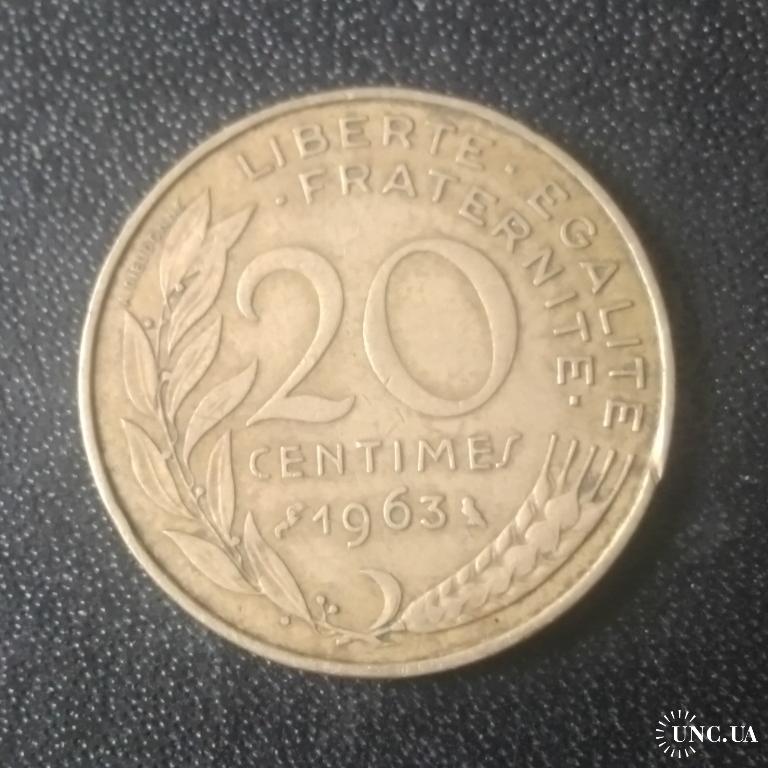 LIBERTE · EGALITE
· FRATERNITE ·
20
CENTIMES
1963
UNC.UA